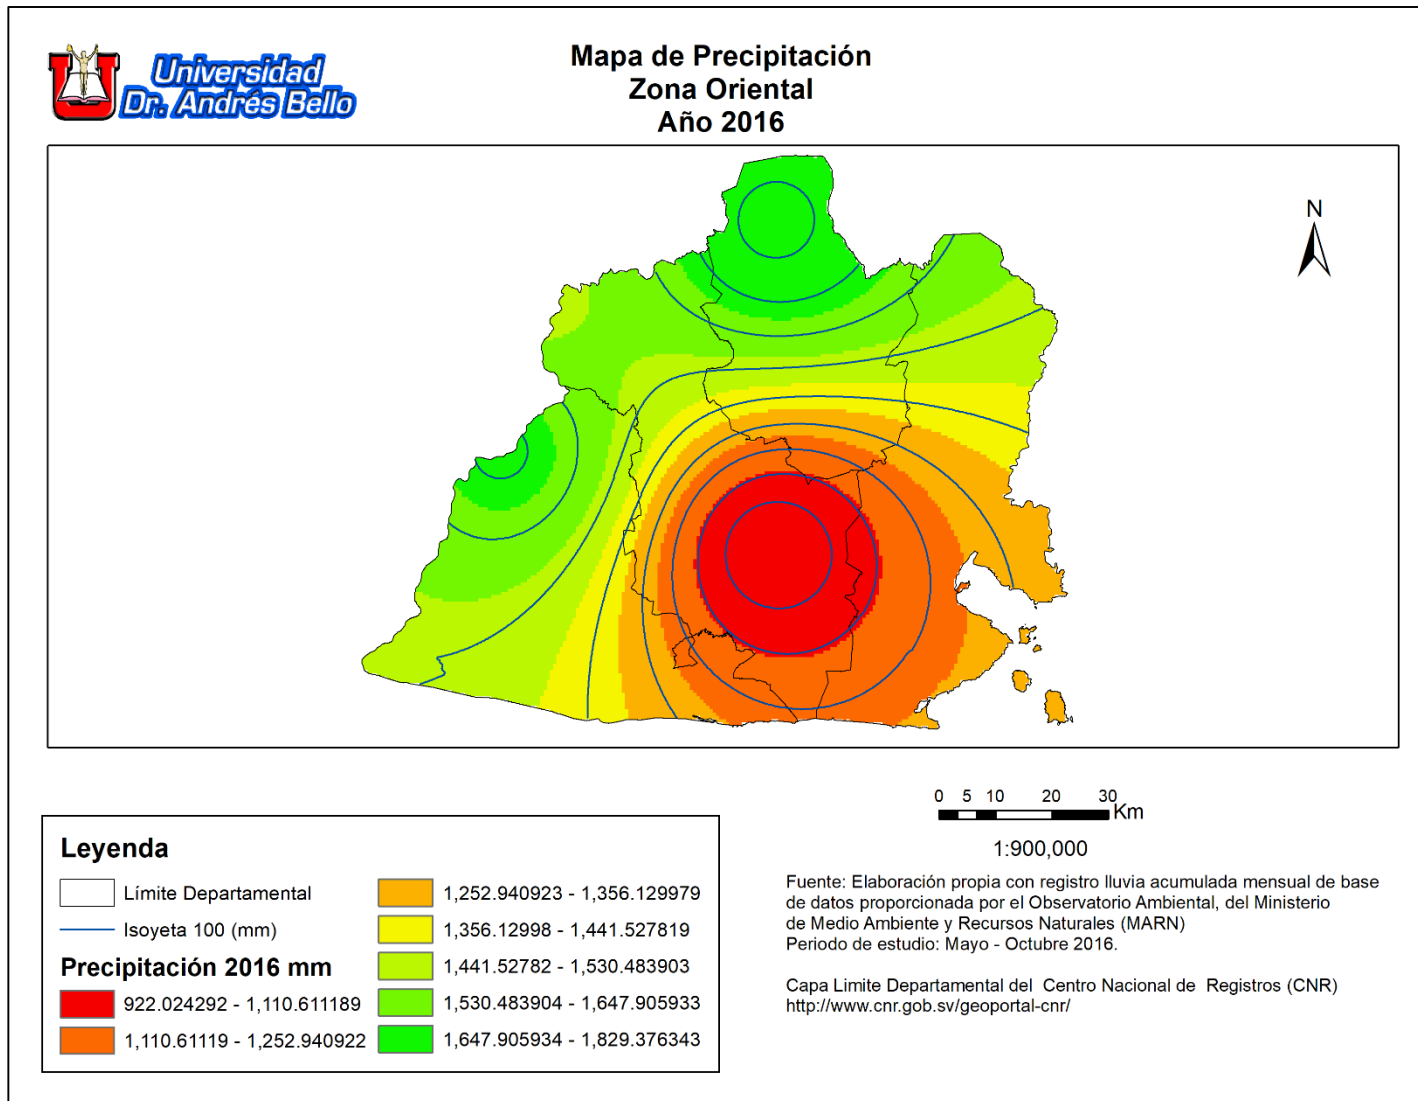 Universidad
Dr. Andrés Bello
Mapa de Precipitación
Zona Oriental
Año 2016
N
0 5 10 20 30
Km
1:900,000
Leyenda
Límite Departamental
Isoyeta 100 (mm)
Precipitación 2016 mm
922.024292 - 1,110.611189
1,110.61119 - 1,252.940922
1,252.940923 - 1,356.129979
1,356.12998 - 1,441.527819
1,441.52782 - 1,530.483903
1,530.483904 - 1,647.905933
1,647.905934 - 1,829.376343
Fuente: Elaboración propia con registro lluvia acumulada mensual de base
de datos proporcionada por el Observatorio Ambiental, del Ministerio
de Medio Ambiente y Recursos Naturales (MARN)
Periodo de estudio: Mayo - Octubre 2016.
Capa Limite Departamental del Centro Nacional de Registros (CNR)
http://www.cnr.gob.sv/geoportal-cnr/